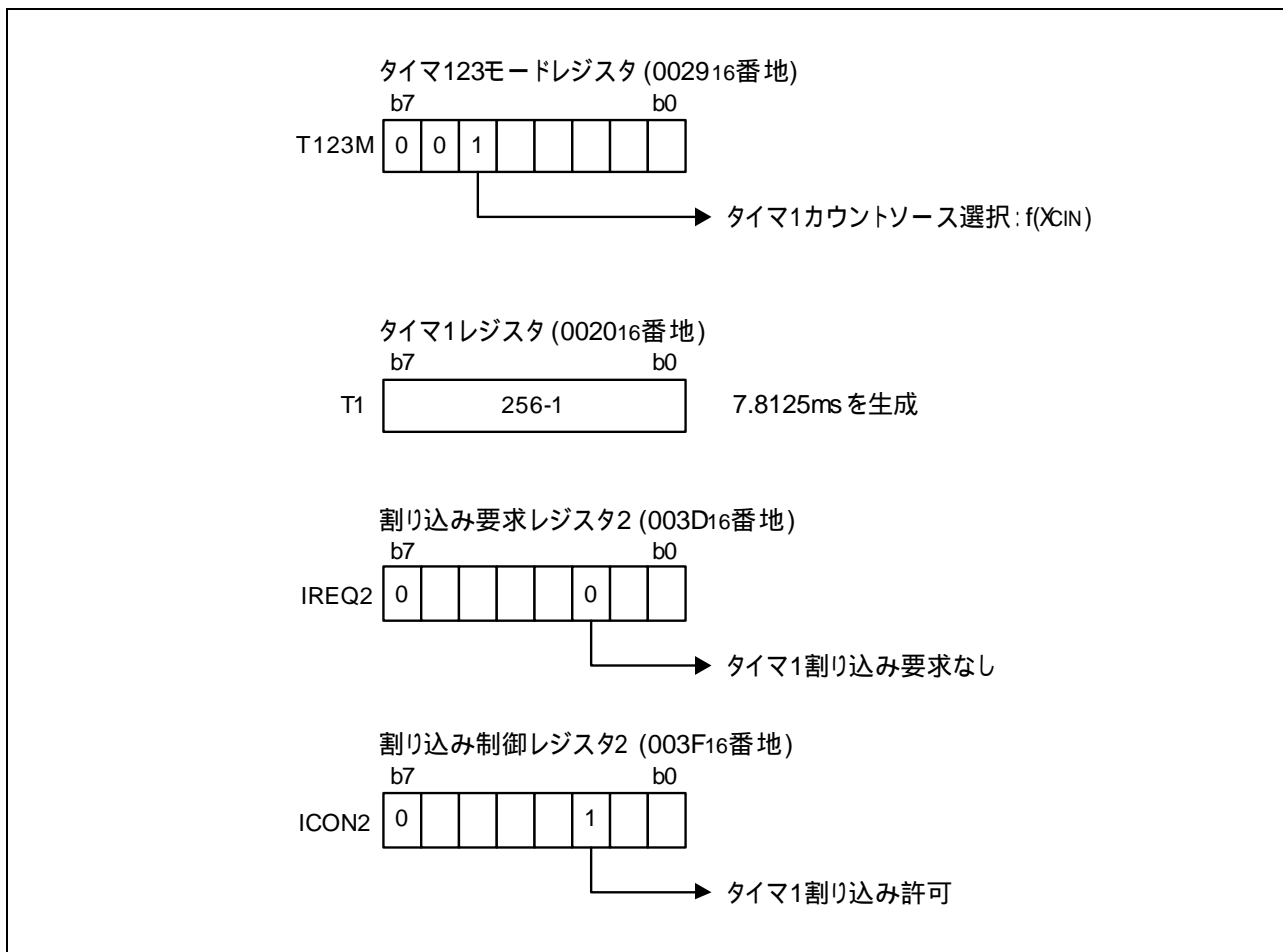 タイマ123モードレジスタ (002916番地)
b7 b0
T123M 0 0 1
タイマ1カウントソース選択 : f(XCIN)
タイマ1レジスタ (002016番地)
b7 b0
T1 256-1 7.8125msを生成
割り込み要求レジスタ2 (003D16番地)
b7 b0
IREQ2 0 0
タイマ1割り込み要求なし
割り込み制御レジスタ2 (003F16番地)
b7 b0
ICON2 0 1
タイマ1割り込み許可